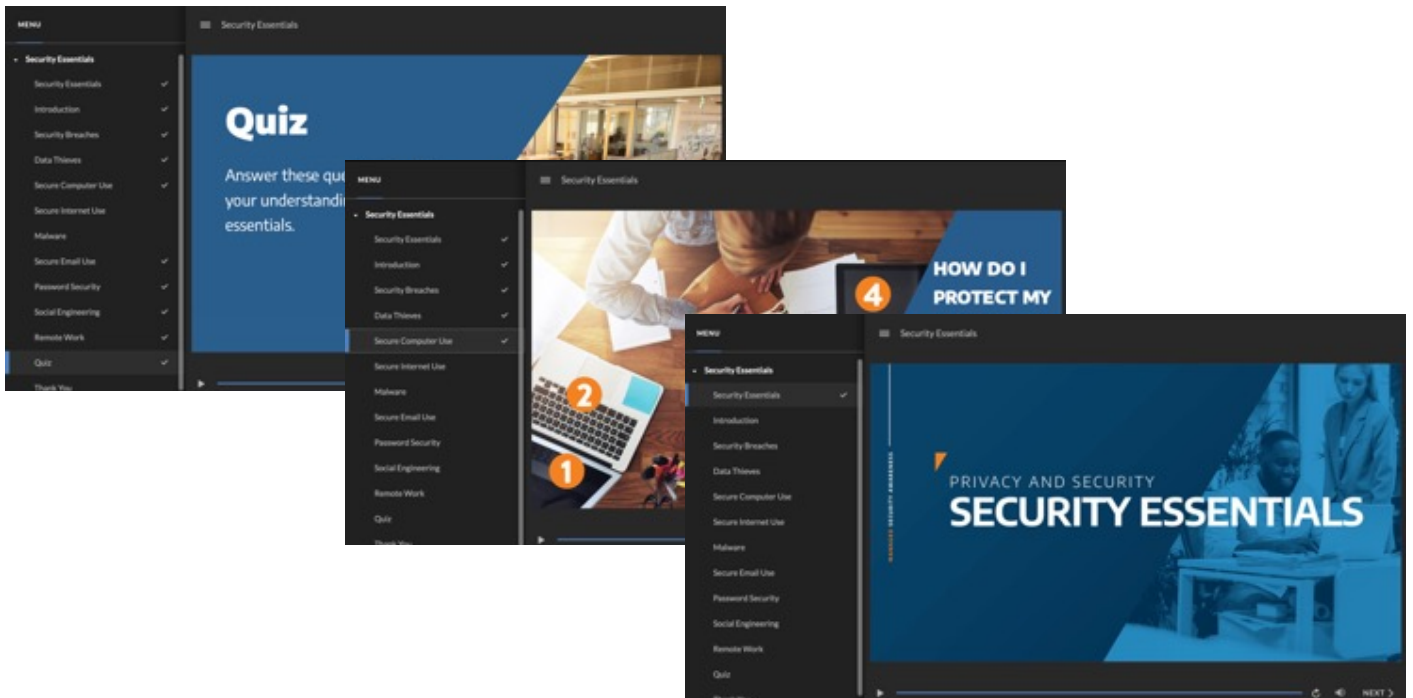 MENU
Security Essentials
Security Essentials
Security Essentials
Introduction
Security Breaches
Data Thieves
Secure Computer Use
Secure Internet Use
Malware
Secure Email Use
Password Security
Social Engineering
Remote Work
Quiz
Thank You
Quiz
Answer these que
your understandi
essentials.
MENU
Security Essentials
Security Essentials
Security Essentials
Introduction
Security Breaches
Data Thieves
Secure Computer Use
Secure Internet Use
Malware
Secure Email Use
Password Security
Social Engineering
Remote Work
Quiz
Thank You
HOW DO I
PROTECT MY
4
2
1
MENU
Security Essentials
Security Essentials
Security Essentials
Introduction
Security Breaches
Data Thieves
Secure Computer Use
Secure Internet Use
Malware
Secure Email Use
Password Security
Social Engineering
Remote Work
Quiz
MANAGED SECURITY AWARENESS
PRIVACY AND SECURITY
SECURITY ESSENTIALS
NEXT